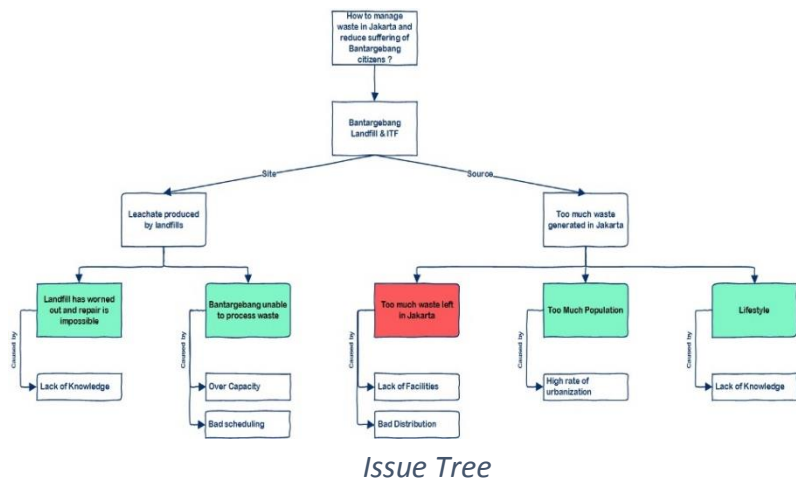 How to manage
waste in Jakarta and
reduce suffering of
Bantargebang
citizens ?
Bantargebang
Landfill & ITF
Site
Source
Leachate produced
by landfills
Too much waste
generated in Jakarta
Landfill has worned
out and repair is
impossible
Bantargebang unable
to process waste
Too much waste left
in Jakarta
Too Much Population
Lifestyle
Caused by
Caused by
Caused by
Caused by
Caused by
Lack of Knowledge
Over Capacity
Lack of Facilities
High rate of
urbanization
Lack of Knowledge
Bad scheduling
Bad Distribution
Issue Tree